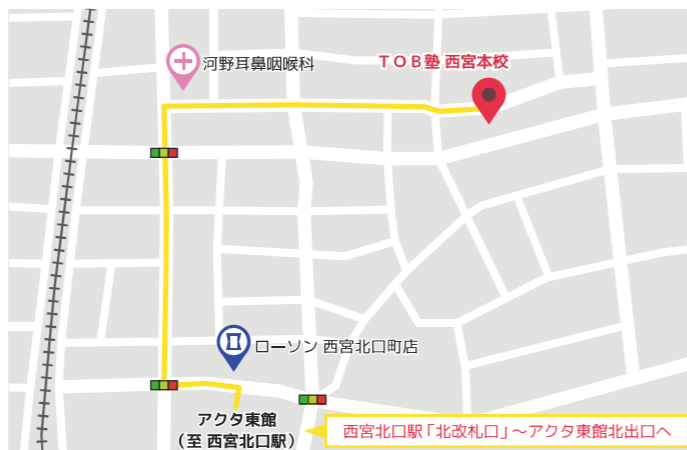 河野耳鼻咽喉科
TOB塾 西宮本校
ローソン 西宮北口町店
アクタ東館
（至 西宮北口駅）
西宮北口駅「北改札口」～アクタ東館北出口へ